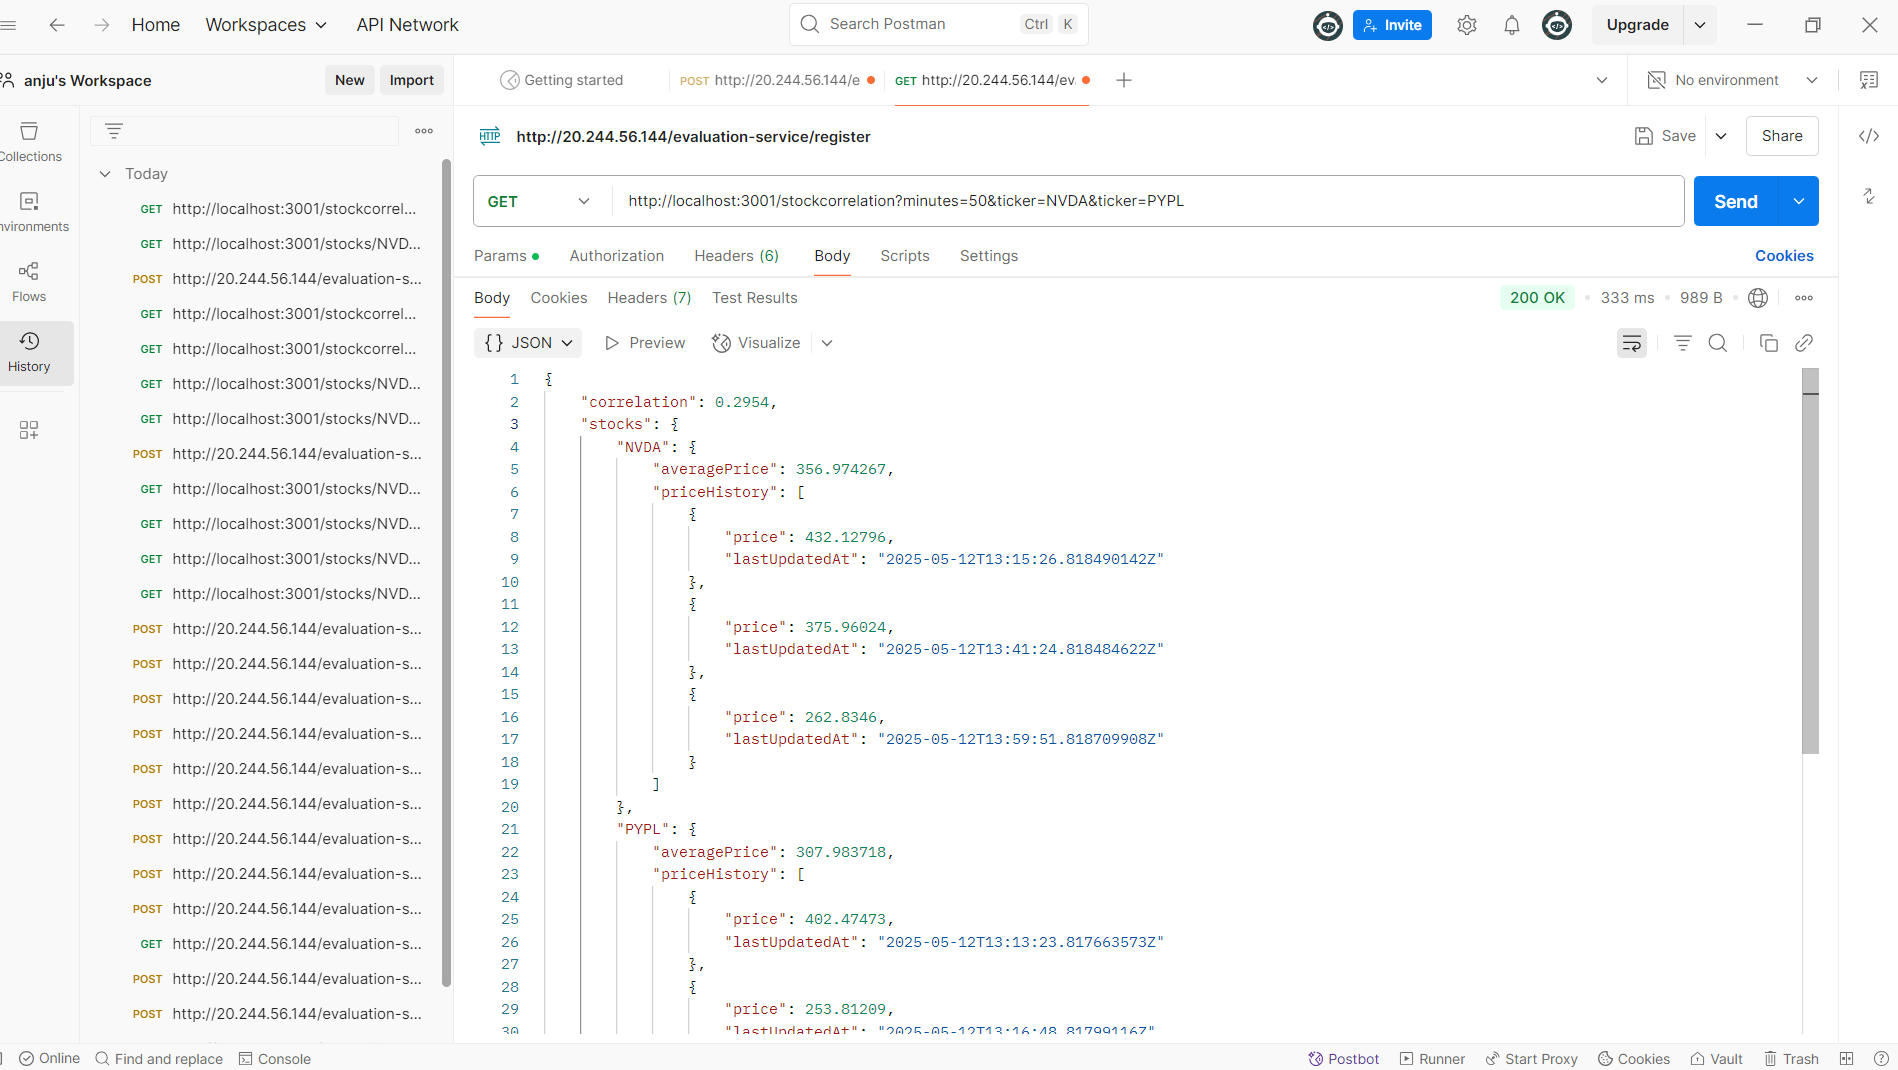 Home Workspaces API Network Search Postman Ctrl K Invite Upgrade
anju's Workspace New Import Getting started POST http://20.244.56.144/e GET http://20.244.56.144/ev No environment
Collections
nvironments
Flows
History
Today
GET http://localhost:3001/stockcorrel...
GET http://localhost:3001/stocks/NVD...
POST http://20.244.56.144/evaluation-s...
GET http://localhost:3001/stockcorrel...
GET http://localhost:3001/stockcorrel...
GET http://localhost:3001/stocks/NVD...
GET http://localhost:3001/stocks/NVD...
POST http://20.244.56.144/evaluation-s...
GET http://localhost:3001/stocks/NVD...
GET http://localhost:3001/stocks/NVD...
GET http://localhost:3001/stocks/NVD...
GET http://localhost:3001/stocks/NVD...
POST http://20.244.56.144/evaluation-s...
POST http://20.244.56.144/evaluation-s...
POST http://20.244.56.144/evaluation-s...
POST http://20.244.56.144/evaluation-s...
POST http://20.244.56.144/evaluation-s...
POST http://20.244.56.144/evaluation-s...
POST http://20.244.56.144/evaluation-s...
POST http://20.244.56.144/evaluation-s...
POST http://20.244.56.144/evaluation-s...
GET http://20.244.56.144/evaluation-s...
POST http://20.244.56.144/evaluation-s...
POST http://20.244.56.144/evaluation-s...
HTTP http://20.244.56.144/evaluation-service/register Save Share
GET http://localhost:3001/stockcorrelation?minutes=50&ticker=NVDA&ticker=PYPL Send
Params Authorization Headers (6) Body Scripts Settings Cookies
Body Cookies Headers (7) Test Results 200 OK 333 ms 989 B
{} JSON Preview Visualize
1 {
2 "correlation": 0.2954,
3 "stocks": {
4 "NVDA": {
5 "averagePrice": 356.974267,
6 "priceHistory": [
7 {
8 "price": 432.12796,
9 "lastUpdatedAt": "2025-05-12T13:15:26.818490142Z"
10 },
11 {
12 "price": 375.96024,
13 "lastUpdatedAt": "2025-05-12T13:41:24.818484622Z"
14 },
15 {
16 "price": 262.8346,
17 "lastUpdatedAt": "2025-05-12T13:59:51.818709908Z"
18 }
19 ]
20 },
21 "PYPL": {
22 "averagePrice": 307.983718,
23 "priceHistory": [
24 {
25 "price": 402.47473,
26 "lastUpdatedAt": "2025-05-12T13:13:23.817663573Z"
27 },
28 {
29 "price": 253.81209,
30 "lastUpdatedAt": "2025-05-12T13:16:48.81799116Z"
Online Find and replace Console Postbot Runner Start Proxy Cookies Vault Trash